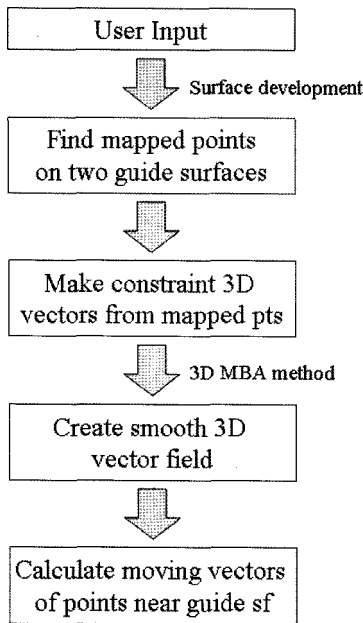 User Input
Surface development
Find mapped points
on two guide surfaces
Make constraint 3D
vectors from mapped pts
3D MBA method
Create smooth 3D
vector field
Calculate moving vectors
of points near guide sf